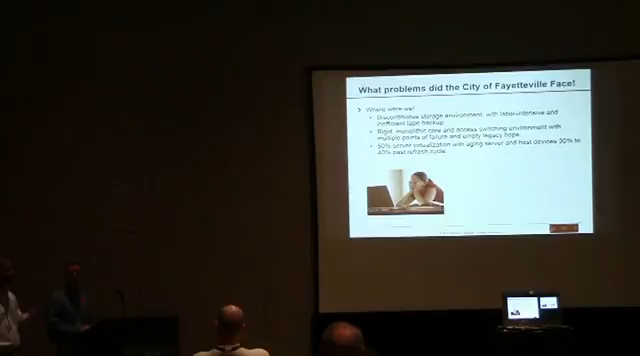 What problems did the City of Fayetteville Face!
Where were we!
Discontinuous storage environment, with labor-intensive and
inefficient tape backup
Rigid, monolithic core and access switching environment with
multiple points of failure and empty legacy hops.
50% server virtualization with aging server and host devices 30% to
40% past refresh cycle.